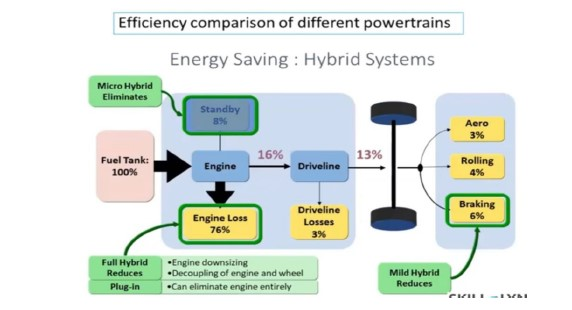 Efficiency comparison of different powertrains
Energy Saving : Hybrid Systems
Micro Hybrid
Eliminates
Standby
8%
Fuel Tank:
100%
Engine
16%
Driveline
13%
Aero
3%
Rolling
4%
Braking
6%
Engine Loss
76%
Driveline
Losses
3%
Full Hybrid
Reduces
•Engine downsizing
•Decoupling of engine and wheel
Plug-in
•Can eliminate engine entirely
Mild Hybrid
Reduces